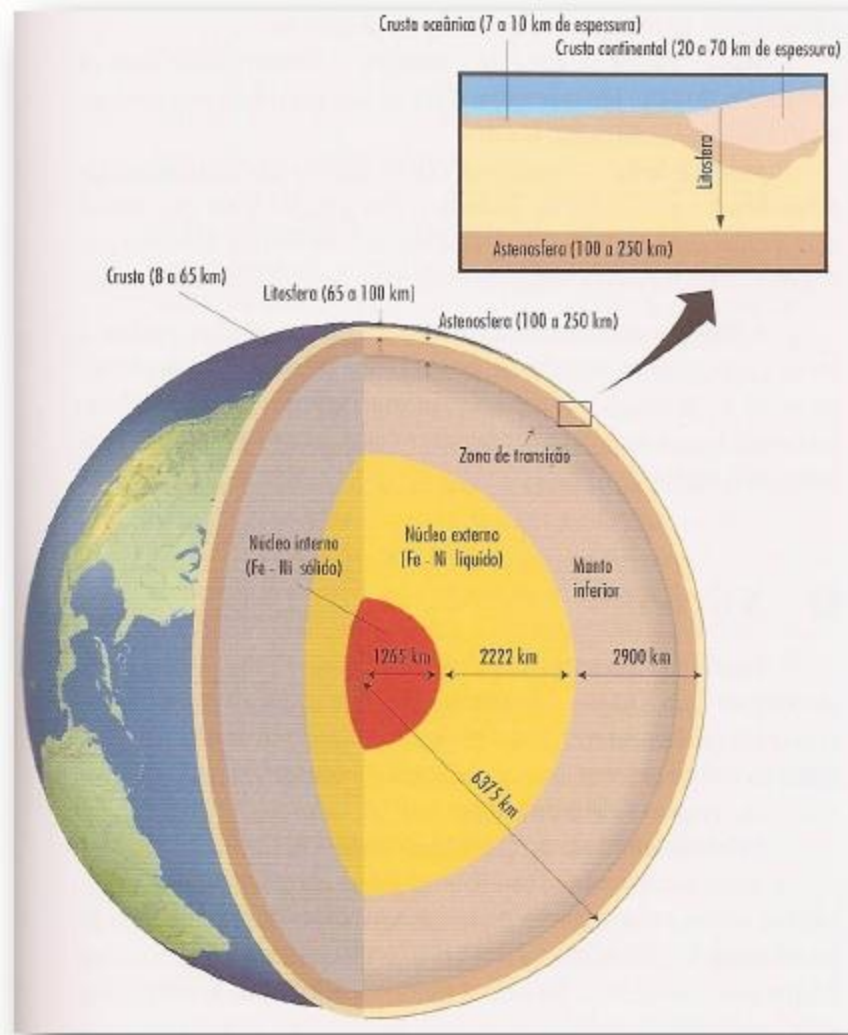 Crusta oceânica (7 a 10 km de espessura)
Crusta continental (20 a 70 km de espessura)
Litosfera
Astenosfera (100 a 250 km)
Crusta (8 a 65 km)
Litosfera (65 a 100 km)
Astenosfera (100 a 250 km)
Zona de transição
Núcleo interno
(Fe - Ni sólido)
Núcleo externo
(Fe - Ni líquido)
Manto
inferior
1265 km
2222 km
2900 km
6375 km